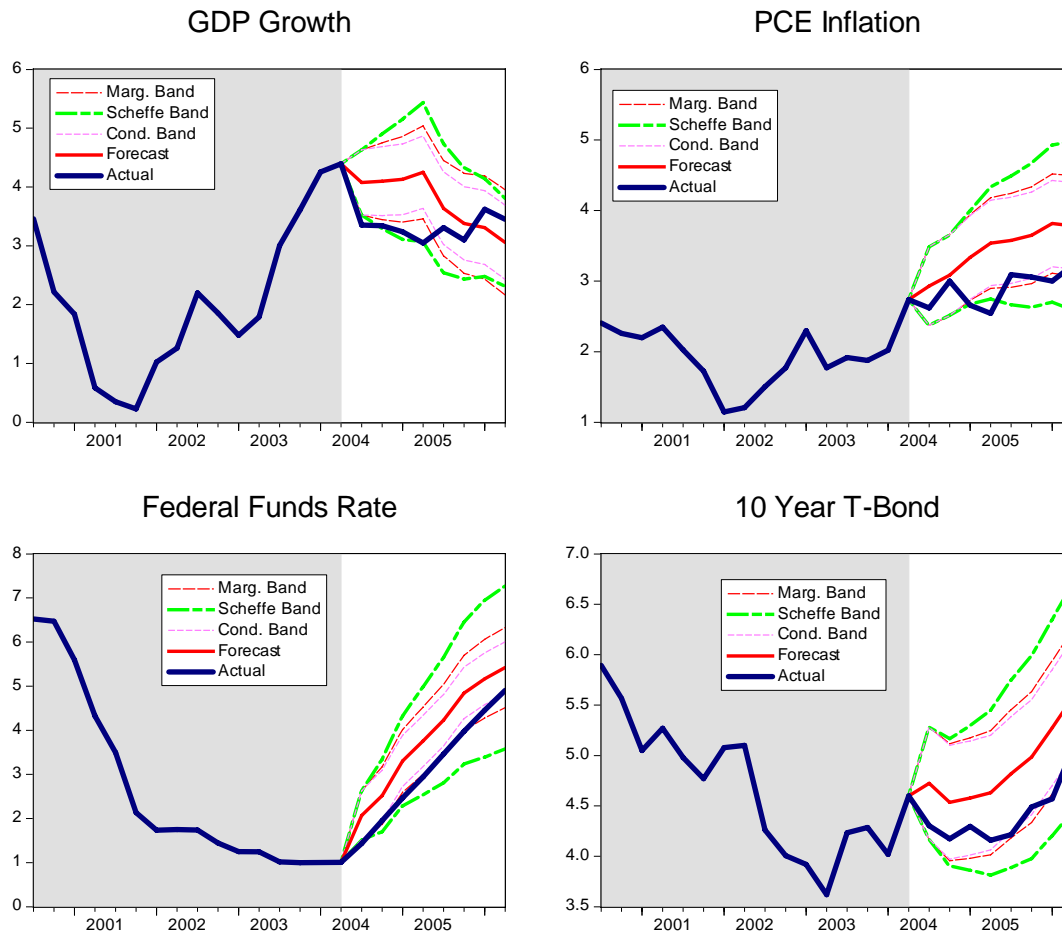 GDP Growth
6
5
4
3
2
1
0
Marg. Band
Scheffe Band
Cond. Band
Forecast
Actual
2001 2002 2003 2004 2005
PCE Inflation
6
5
4
3
2
1
Marg. Band
Scheffe Band
Cond. Band
Forecast
Actual
2001 2002 2003 2004 2005
Federal Funds Rate
8
7
6
5
4
3
2
1
0
Marg. Band
Scheffe Band
Cond. Band
Forecast
Actual
2001 2002 2003 2004 2005
10 Year T-Bond
7.0
6.5
6.0
5.5
5.0
4.5
4.0
3.5
Marg. Band
Scheffe Band
Cond. Band
Forecast
Actual
2001 2002 2003 2004 2005